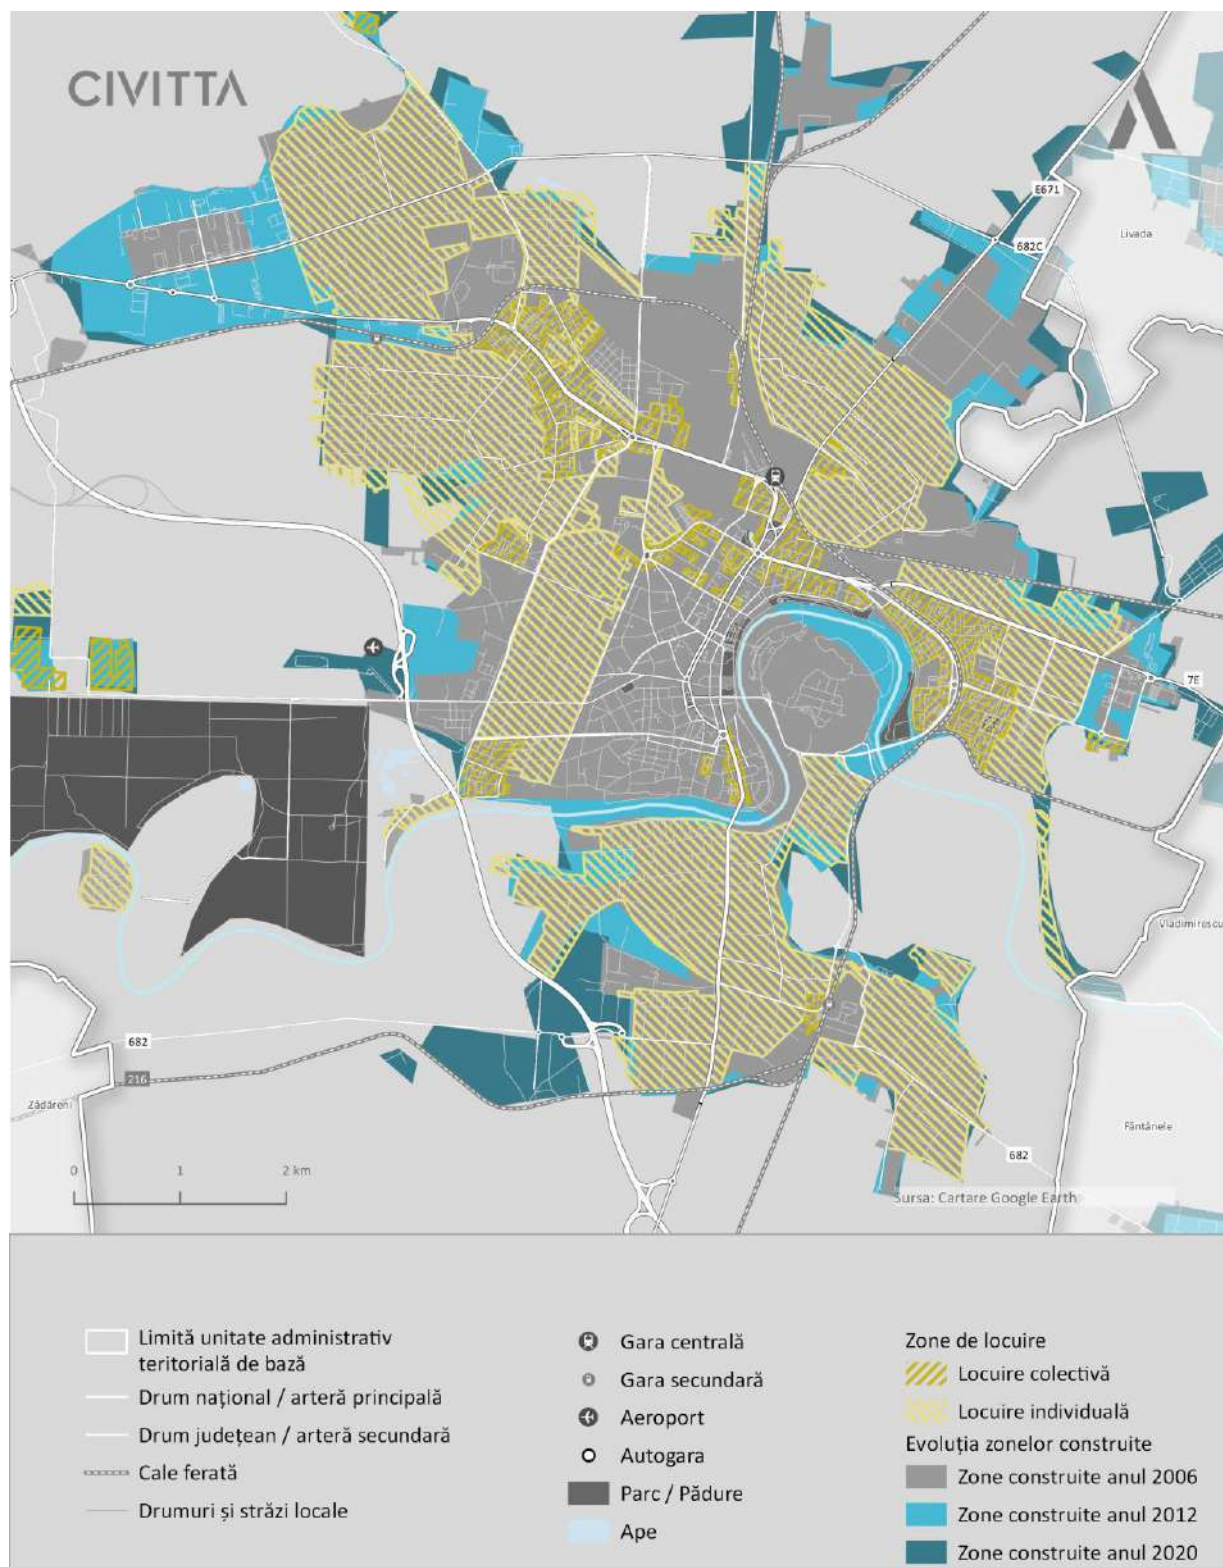 CIVITTA
E671
682C
Livada
7E
Vladimirescu
682
216
Zădăreni
Fântânele
682
0 1 2 km
Sursa: Cartare Google Earth
Limită unitate administrativ
teritorială de bază
Drum național / arteră principală
Drum județean / arteră secundară
Cale ferată
Drumuri și străzi locale
Gara centrală
Gara secundară
Aeroport
Autogara
Parc / Pădure
Ape
Zone de locuire
Locuire colectivă
Locuire individuală
Evoluția zonelor construite
Zone construite anul 2006
Zone construite anul 2012
Zone construite anul 2020